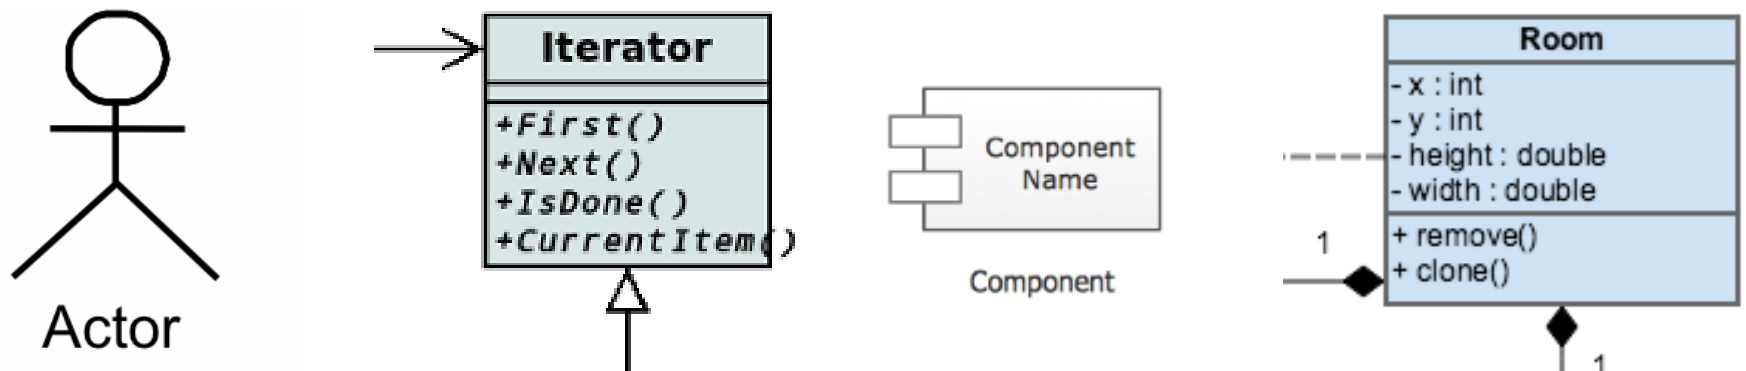 Actor
Iterator
+First()
+Next()
+IsDone()
+CurrentItem()
Component
Name
Component
Room
- x : int
- y : int
- height : double
- width : double
+ remove()
+ clone()
1
1